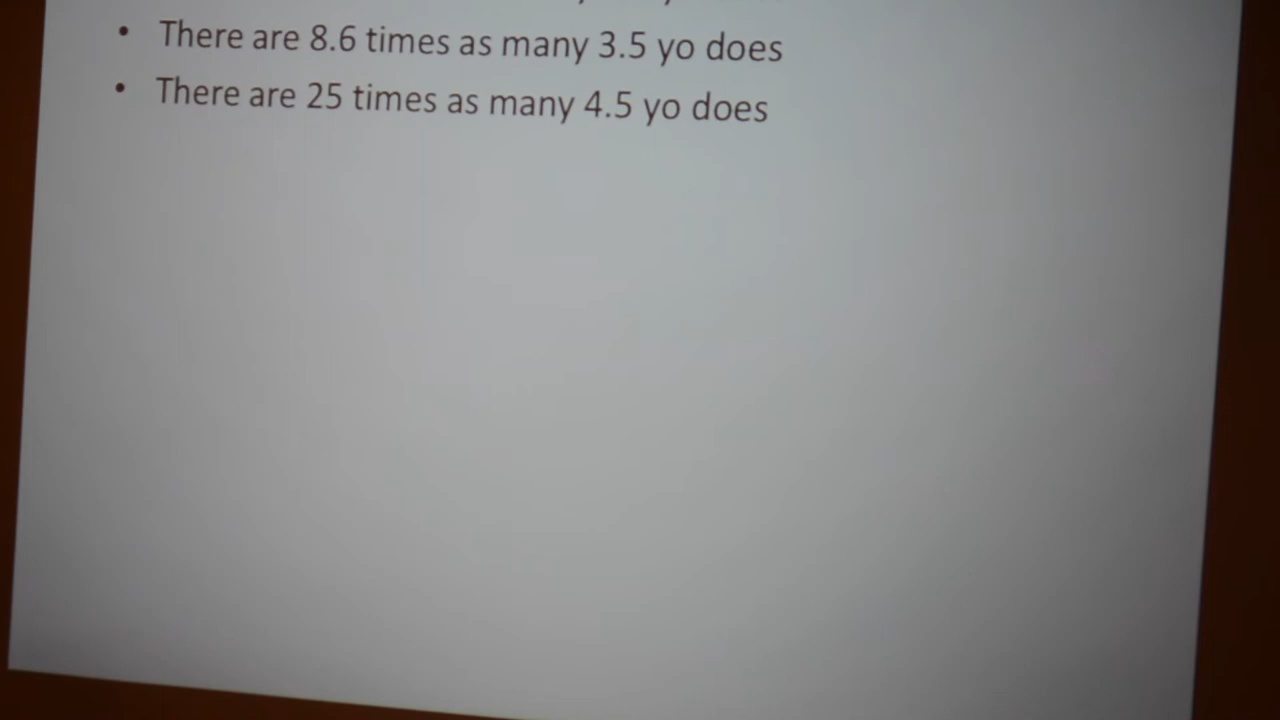 • There are 8.6 times as many 3.5 yo does
• There are 25 times as many 4.5 yo does